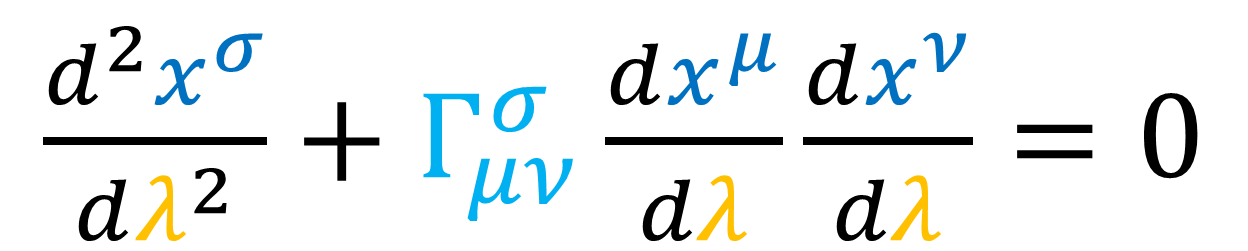 d²x^σ/dλ² + Γ^σ_μν dx^μ/dλ dx^ν/dλ = 0